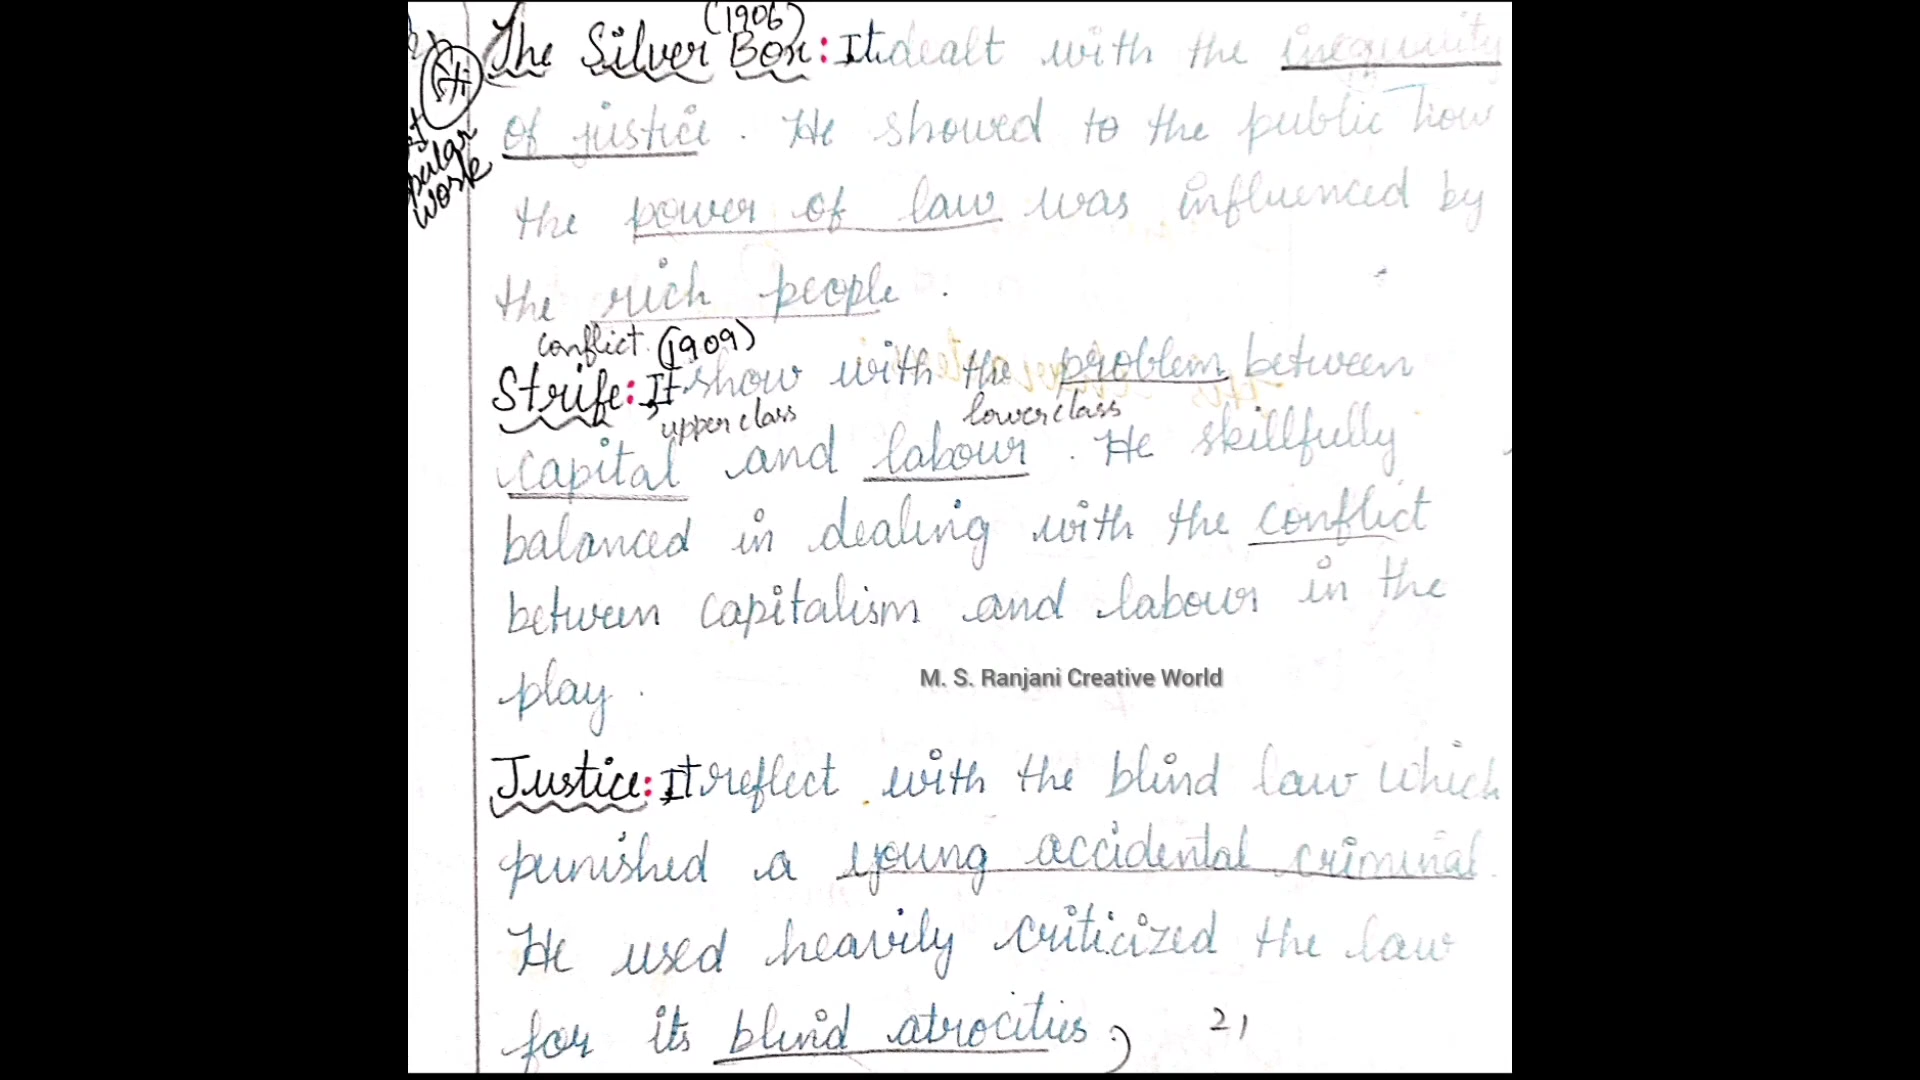 (1906)
The Silver Box: It dealt with the inequity
of justice. He showed to the public how
the power of law was influenced by
the rich people.
conflict. (1909)
Strife: It show with the problem between
upper class lower class
capital and labour. He skillfully
balanced in dealing with the conflict
between capitalism and labour in the
play.
M. S. Ranjani Creative World
Justice: It reflect with the blind law which
punished a young accidental criminal.
He used heavily criticized the law
for its blind atrocities.
21
work